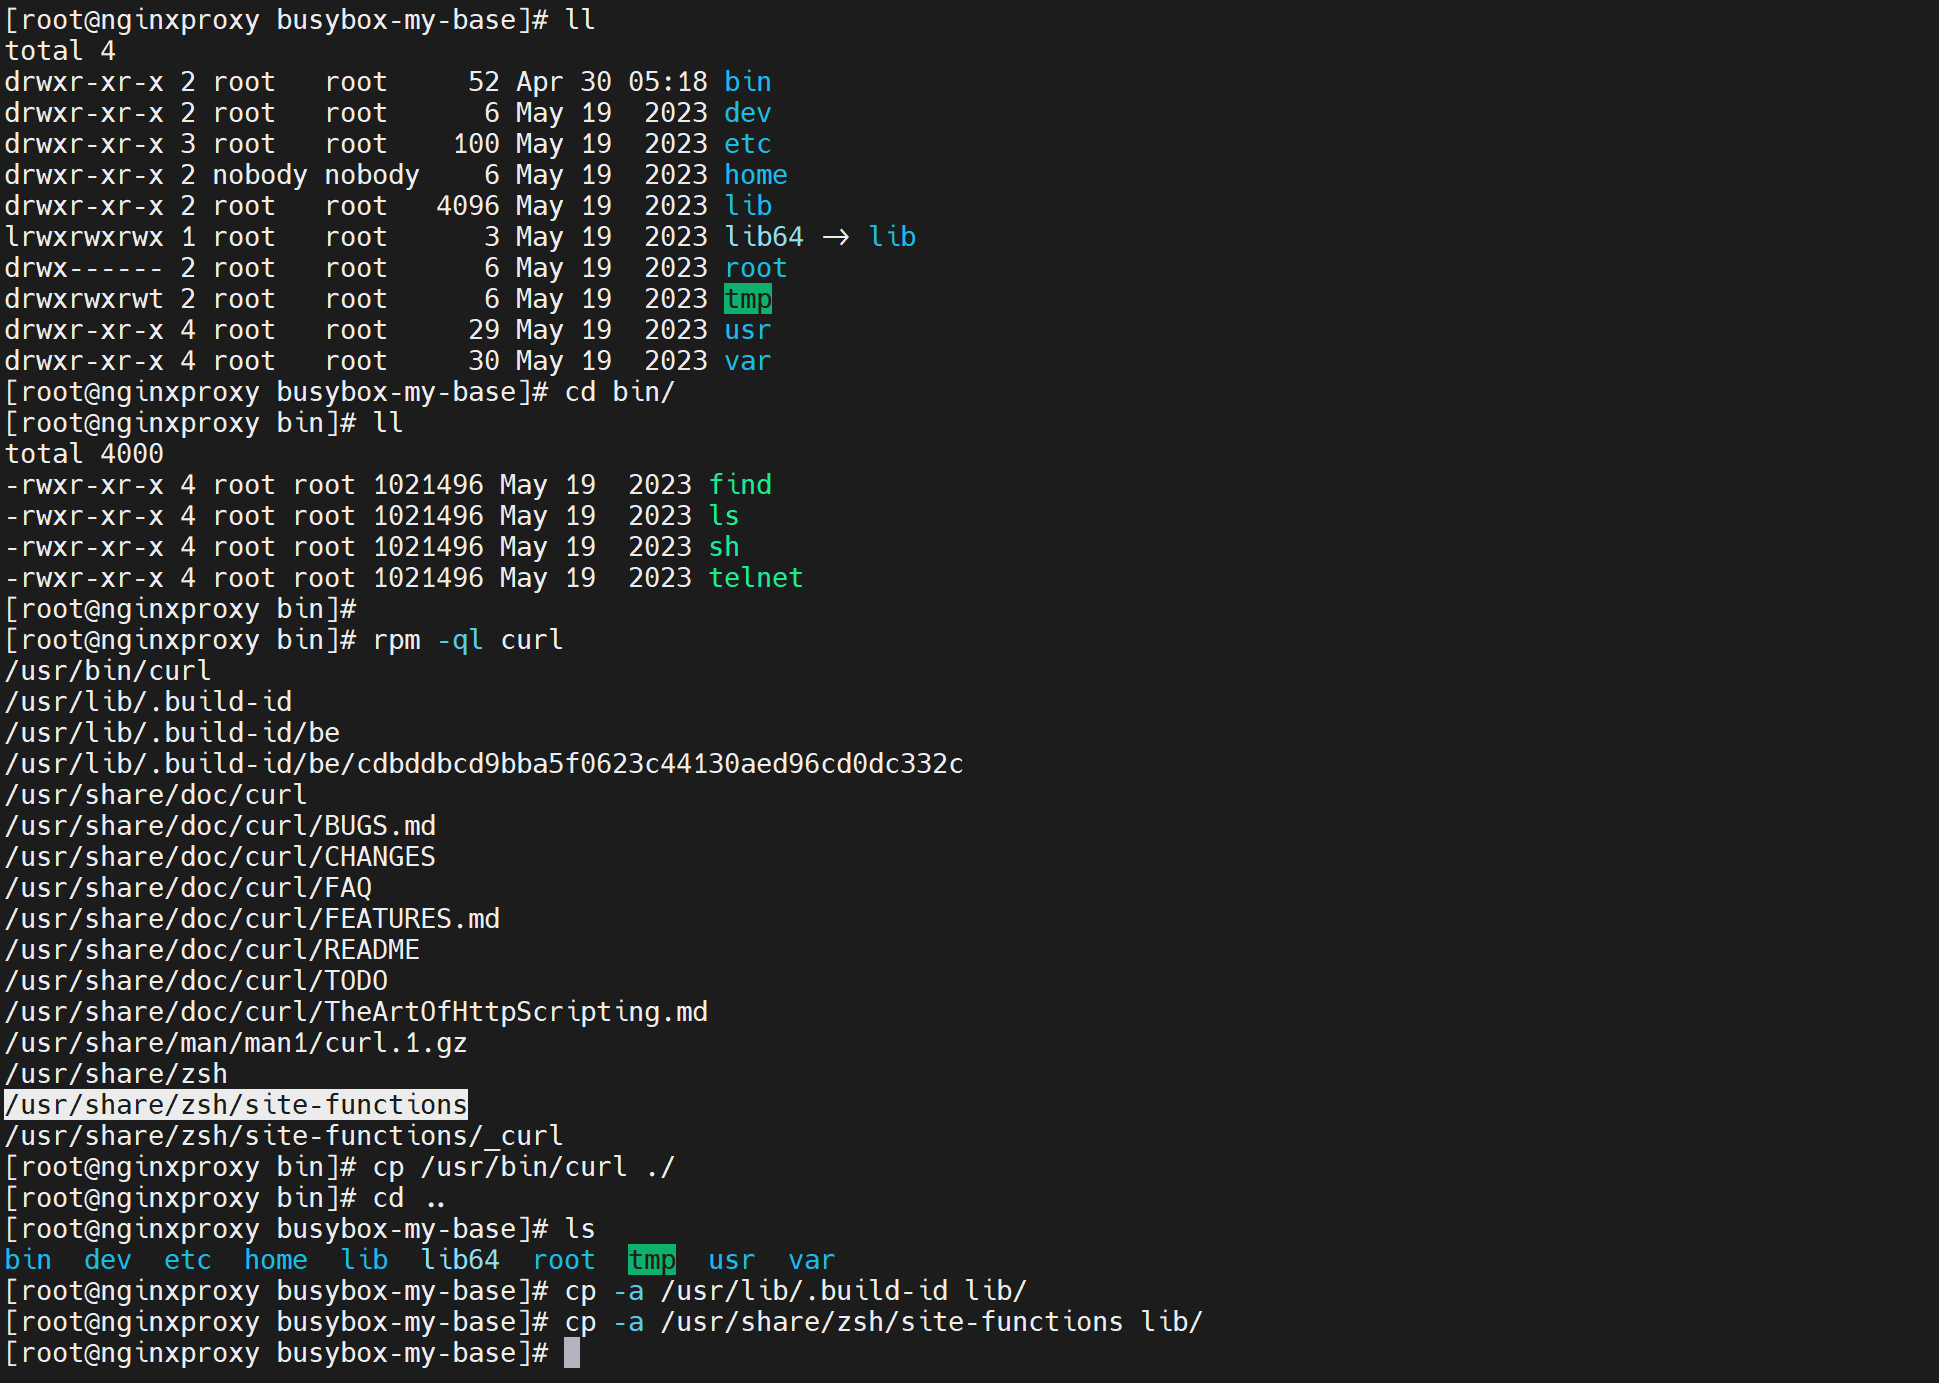 [root@nginxproxy busybox-my-base]# ll
total 4
drwxr-xr-x 2 root   root     52 Apr 30 05:18 bin
drwxr-xr-x 2 root   root      6 May 19  2023 dev
drwxr-xr-x 3 root   root    100 May 19  2023 etc
drwxr-xr-x 2 nobody nobody    6 May 19  2023 home
drwxr-xr-x 2 root   root   4096 May 19  2023 lib
lrwxrwxrwx 1 root   root      3 May 19  2023 lib64 -> lib
drwx------ 2 root   root      6 May 19  2023 root
drwxrwxrwt 2 root   root      6 May 19  2023 tmp
drwxr-xr-x 4 root   root     29 May 19  2023 usr
drwxr-xr-x 4 root   root     30 May 19  2023 var
[root@nginxproxy busybox-my-base]# cd bin/
[root@nginxproxy bin]# ll
total 4000
-rwxr-xr-x 4 root root 1021496 May 19  2023 find
-rwxr-xr-x 4 root root 1021496 May 19  2023 ls
-rwxr-xr-x 4 root root 1021496 May 19  2023 sh
-rwxr-xr-x 4 root root 1021496 May 19  2023 telnet
[root@nginxproxy bin]#
[root@nginxproxy bin]# rpm -ql curl
/usr/bin/curl
/usr/lib/.build-id
/usr/lib/.build-id/be
/usr/lib/.build-id/be/cdbddbcd9bba5f0623c44130aed96cd0dc332c
/usr/share/doc/curl
/usr/share/doc/curl/BUGS.md
/usr/share/doc/curl/CHANGES
/usr/share/doc/curl/FAQ
/usr/share/doc/curl/FEATURES.md
/usr/share/doc/curl/README
/usr/share/doc/curl/TODO
/usr/share/doc/curl/TheArtOfHttpScripting.md
/usr/share/man/man1/curl.1.gz
/usr/share/zsh
/usr/share/zsh/site-functions
/usr/share/zsh/site-functions/_curl
[root@nginxproxy bin]# cp /usr/bin/curl ./
[root@nginxproxy bin]# cd ..
[root@nginxproxy busybox-my-base]# ls
bin  dev  etc  home  lib  lib64  root  tmp  usr  var
[root@nginxproxy busybox-my-base]# cp -a /usr/lib/.build-id lib/
[root@nginxproxy busybox-my-base]# cp -a /usr/share/zsh/site-functions lib/
[root@nginxproxy busybox-my-base]#